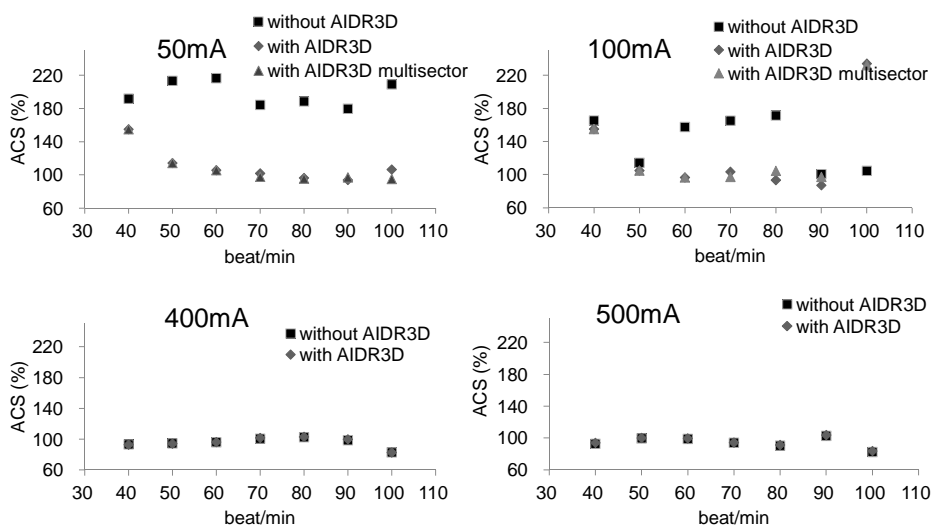 50mA
without AIDR3D
with AIDR3D
with AIDR3D multisector
ACS (%)
220
180
140
100
60
30 40 50 60 70 80 90 100 110
beat/min
100mA
without AIDR3D
with AIDR3D
with AIDR3D multisector
ACS (%)
220
180
140
100
60
30 40 50 60 70 80 90 100 110
beat/min
400mA
without AIDR3D
with AIDR3D
ACS (%)
220
180
140
100
60
30 40 50 60 70 80 90 100 110
beat/min
500mA
without AIDR3D
with AIDR3D
ACS (%)
220
180
140
100
60
30 40 50 60 70 80 90 100 110
beat/min